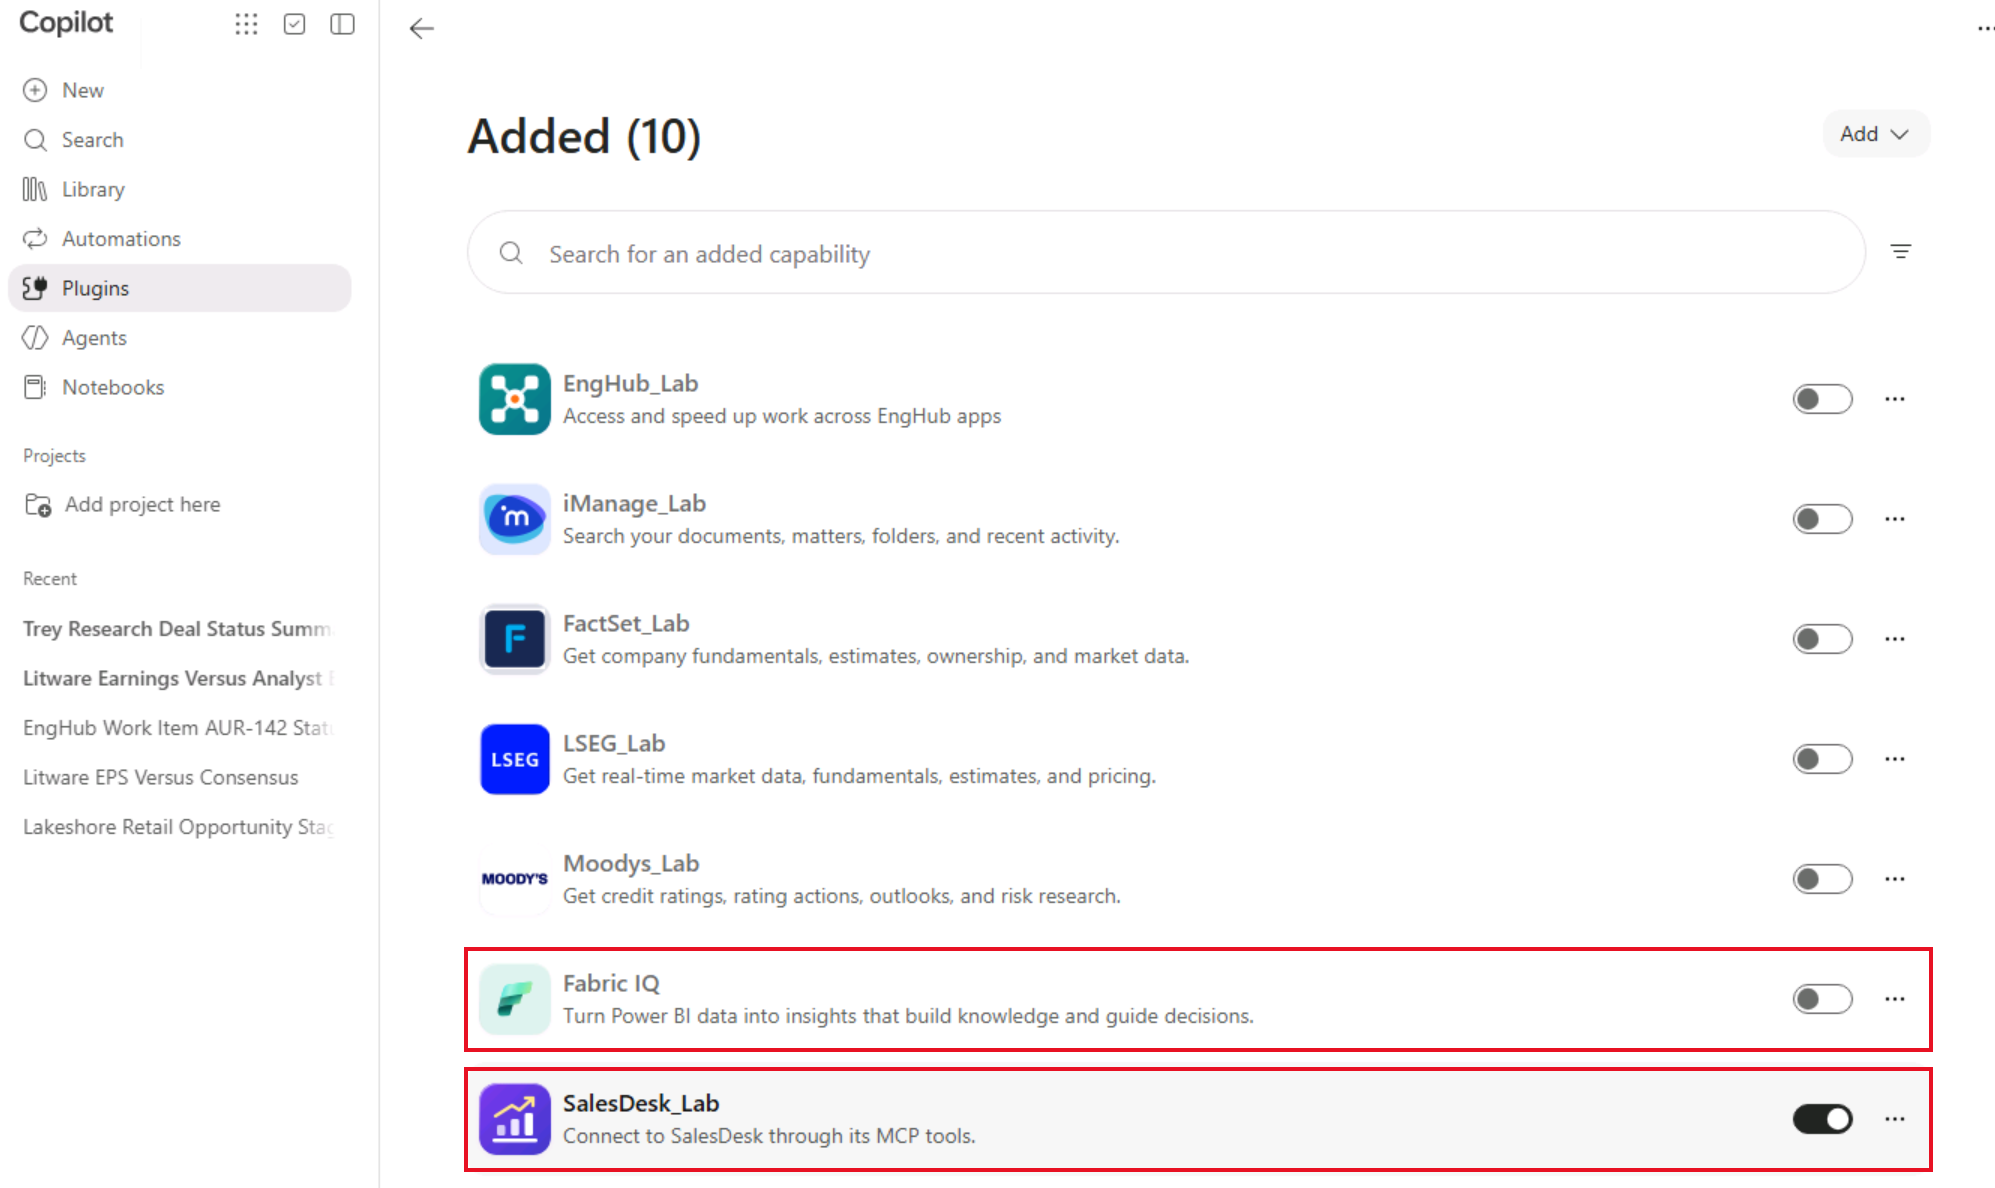 Copilot
New
Search
Library
Automations
Plugins
Agents
Notebooks
Projects
Add project here
Recent
Trey Research Deal Status Summ
Litware Earnings Versus Analyst
EngHub Work Item AUR-142 Stat
Litware EPS Versus Consensus
Lakeshore Retail Opportunity Stag
Added (10)
Add
Search for an added capability
EngHub_Lab
Access and speed up work across EngHub apps
iManage_Lab
Search your documents, matters, folders, and recent activity.
FactSet_Lab
Get company fundamentals, estimates, ownership, and market data.
LSEG
LSEG_Lab
Get real-time market data, fundamentals, estimates, and pricing.
MOODY'S
Moodys_Lab
Get credit ratings, rating actions, outlooks, and risk research.
Fabric IQ
Turn Power BI data into insights that build knowledge and guide decisions.
SalesDesk_Lab
Connect to SalesDesk through its MCP tools.